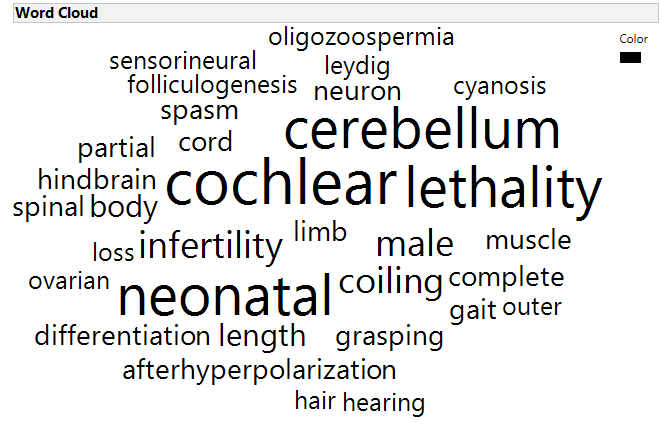 Word Cloud
oligozoospermia
Color
sensorineural leydig
folliculogenesis neuron cyanosis
spasm
cord cerebellum
partial
hindbrain cochlear lethality
spinal body
limb
loss infertility male muscle
ovarian neonatal coiling complete
gait outer
differentiation length grasping
afterhyperpolarization
hair hearing